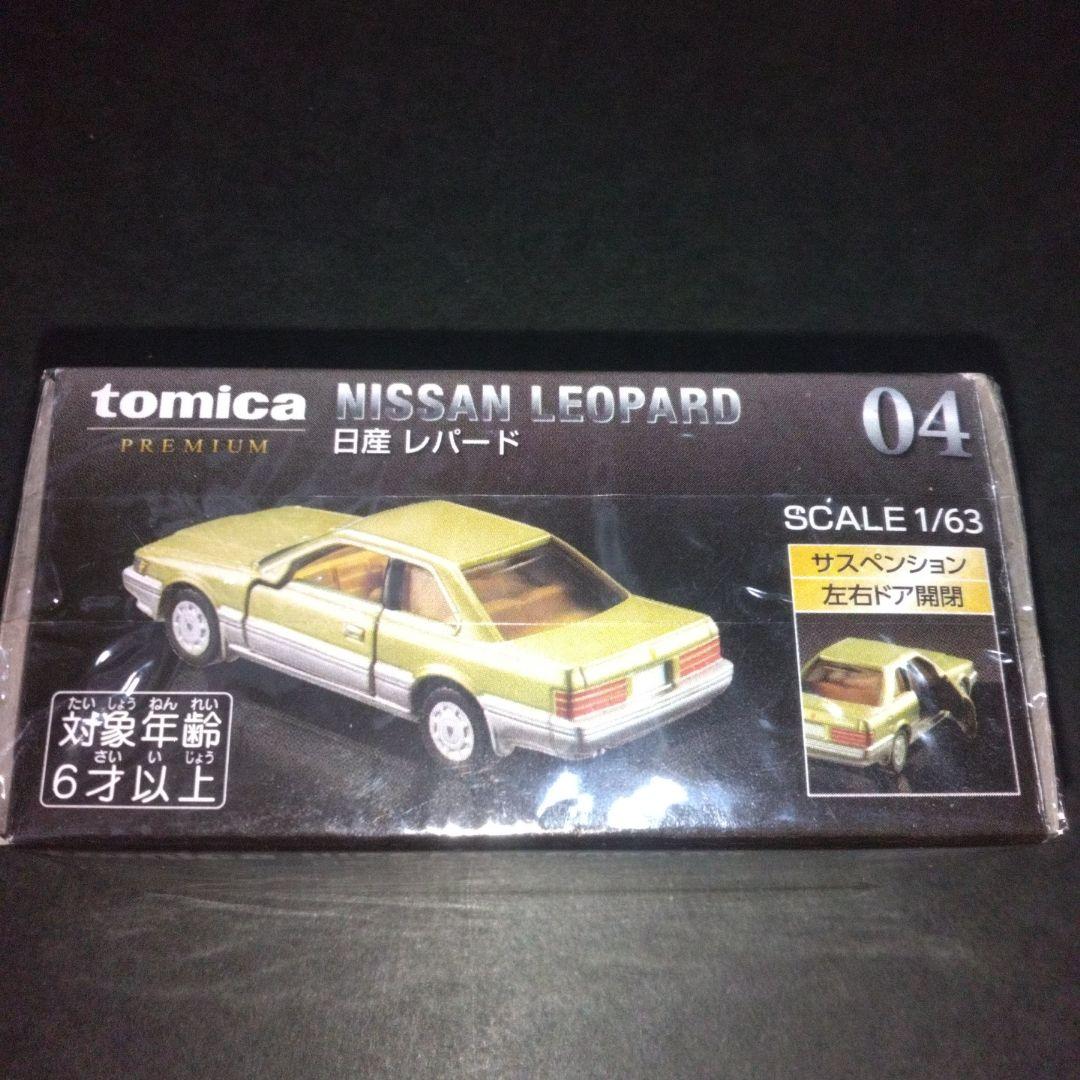 tomica
PREMIUM
NISSAN LEOPARD
日産 レパード
04
SCALE 1/63
サスペンション
左右ドア開閉
たい しょう ねん れい
対象年齢
さい い じょう
6才以上